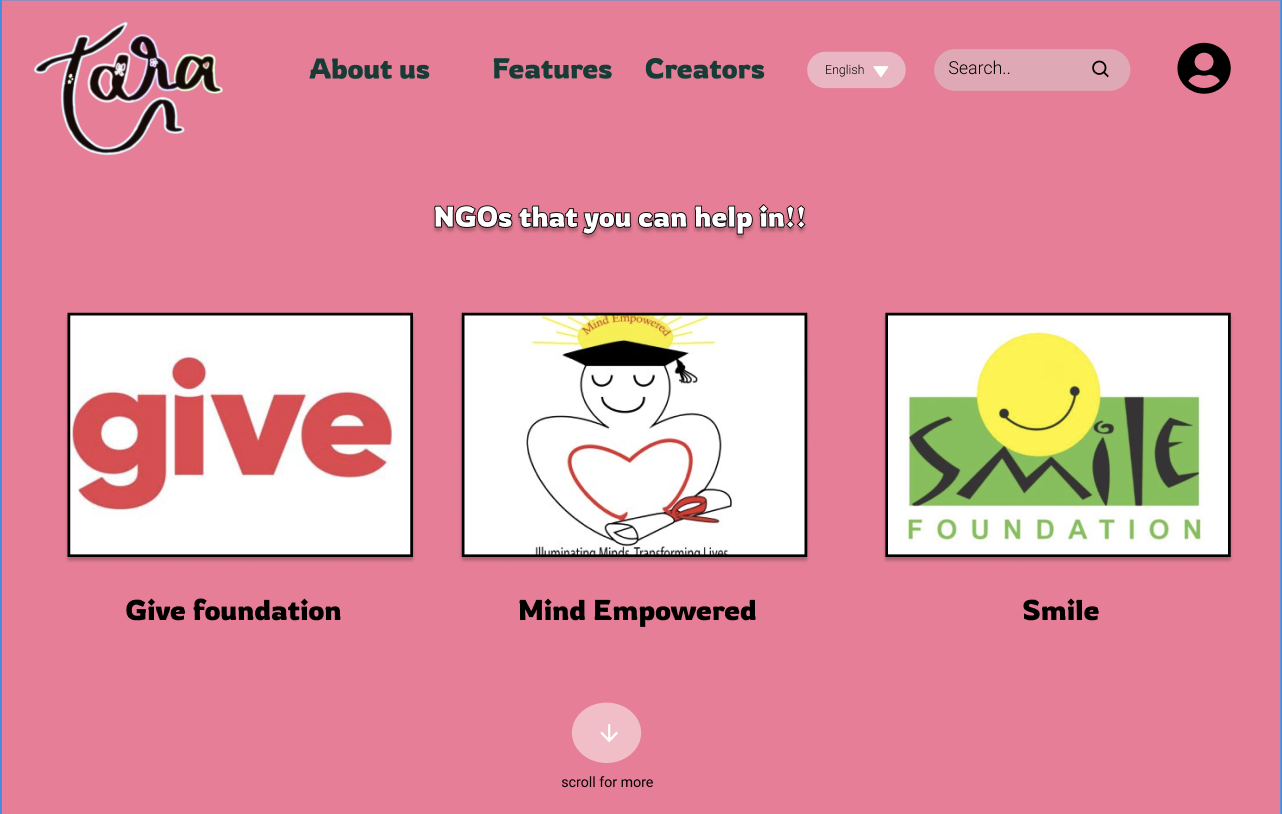 tara
About us Features Creators English Search..
NGOs that you can help in!!
give
Mind Empowered
Illuminating Minds, Transforming Lives
SMiLE
FOUNDATION
Give foundation Mind Empowered Smile
scroll for more